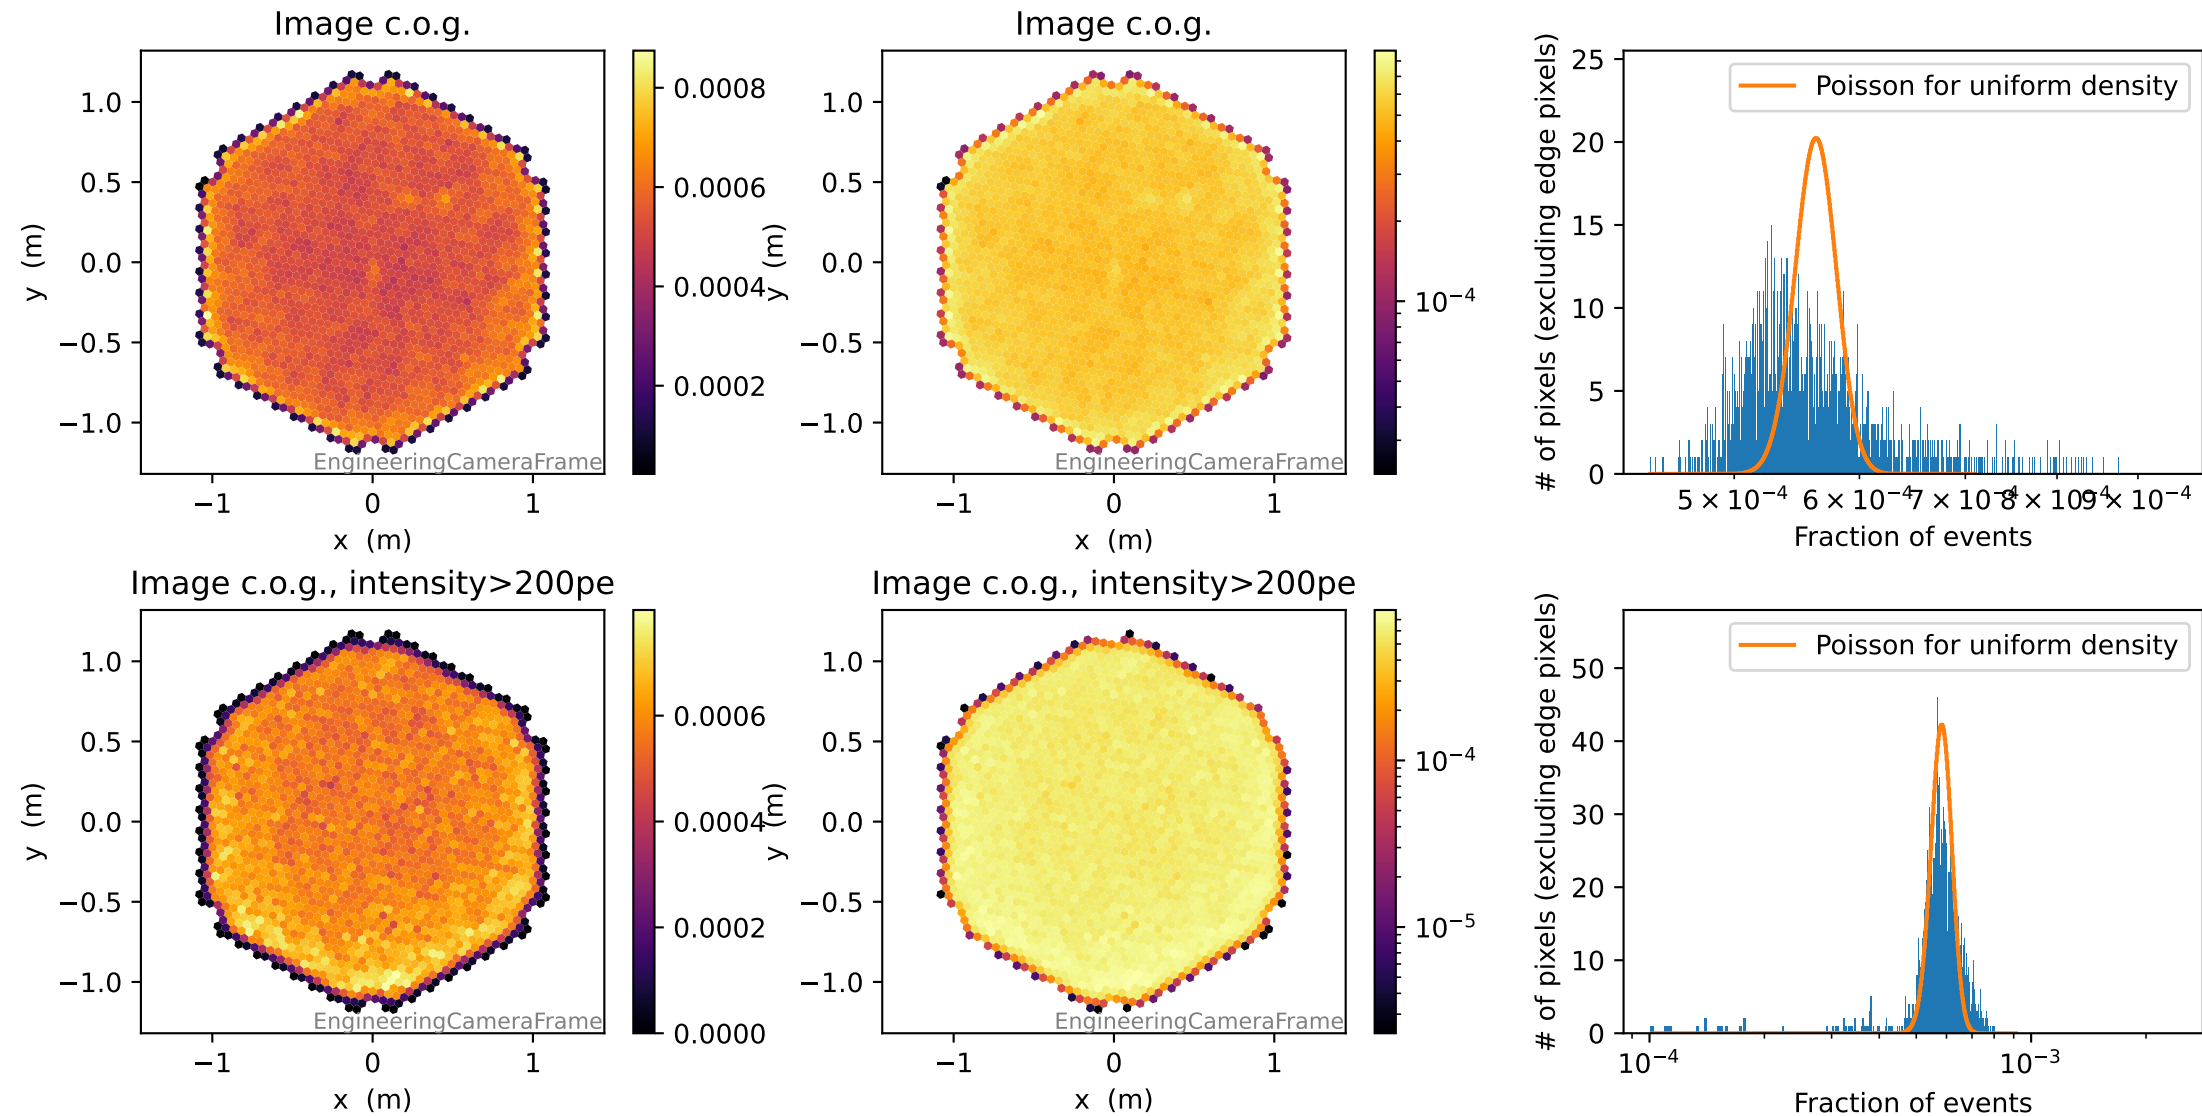 Image c.o.g.
1.0
0.5
0.0
−0.5
−1.0
y (m)
−1
0
1
x (m)
EngineeringCameraFrame
0.0008
0.0006
0.0004
0.0002
Image c.o.g.
1.0
0.5
0.0
−0.5
−1.0
y (m)
−1
0
1
x (m)
EngineeringCameraFrame
10⁻⁴
25
20
15
10
5
0
# of pixels (excluding edge pixels)
Poisson for uniform density
5 × 10⁻⁴
6 × 10⁻⁴
7 × 10⁻⁴
8 × 10⁻⁴
9 × 10⁻⁴
Fraction of events
Image c.o.g., intensity>200pe
1.0
0.5
0.0
−0.5
−1.0
y (m)
−1
0
1
x (m)
EngineeringCameraFrame
0.0006
0.0004
0.0002
0.0000
Image c.o.g., intensity>200pe
1.0
0.5
0.0
−0.5
−1.0
y (m)
−1
0
1
x (m)
EngineeringCameraFrame
10⁻⁴
10⁻⁵
50
40
30
20
10
0
# of pixels (excluding edge pixels)
Poisson for uniform density
10⁻⁴
10⁻³
Fraction of events